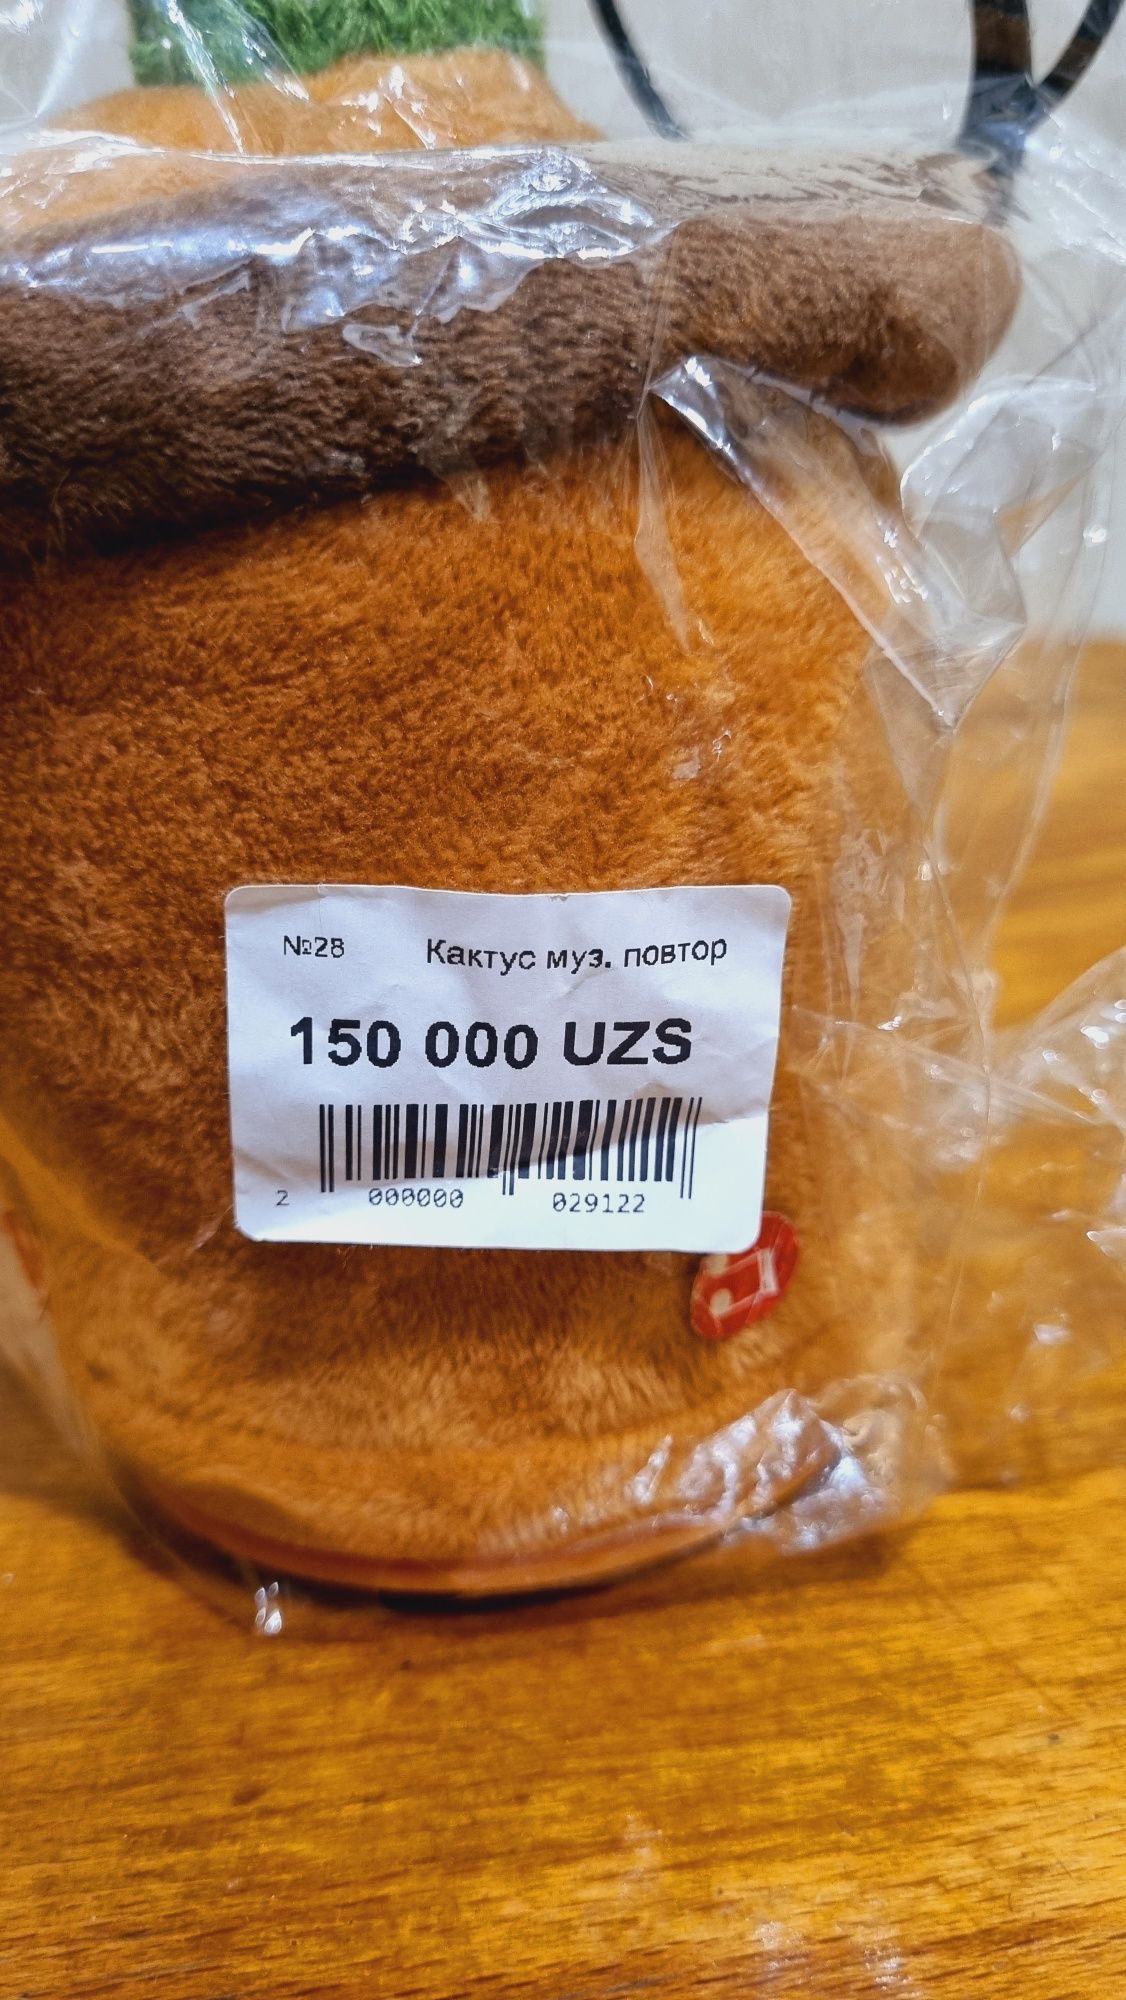 №28 Кактус муз. повтор
150 000 UZS
2 000000 029122